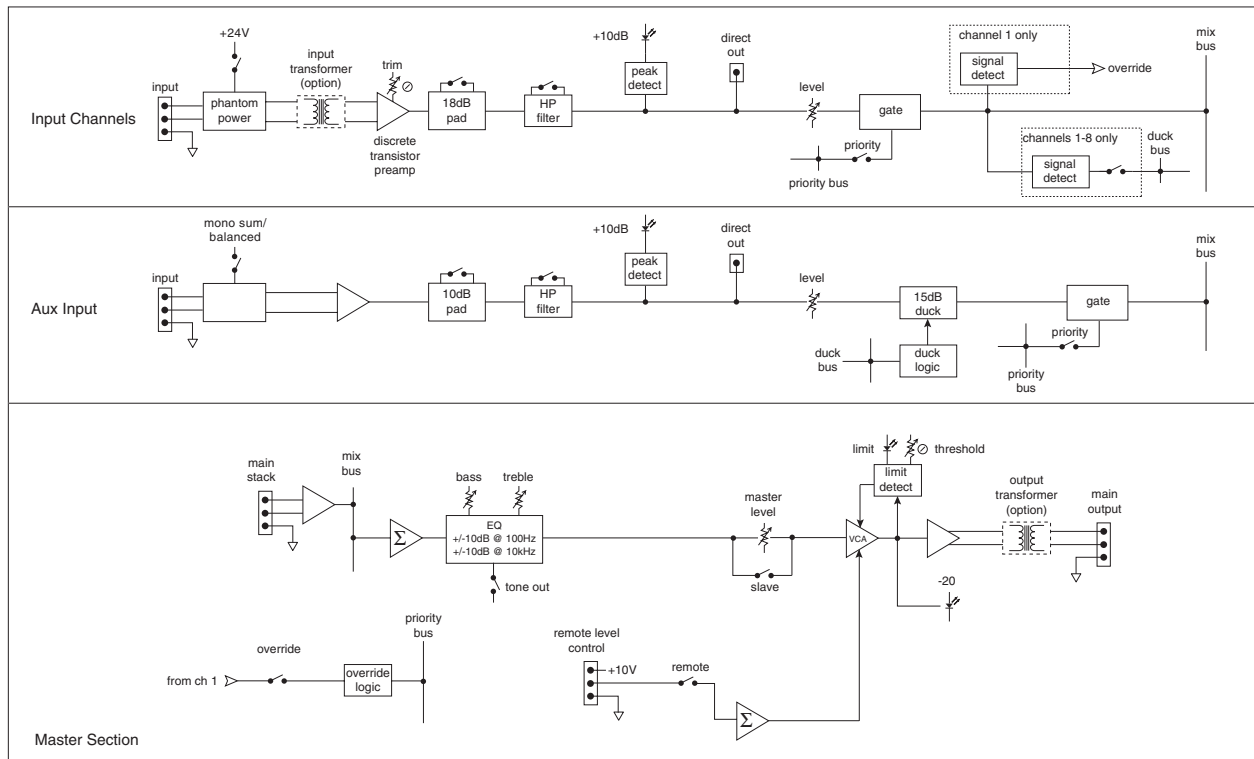 Input Channels
input
+24V
phantom
power
input
transformer
(option)
trim
discrete
transistor
preamp
18dB
pad
HP
filter
+10dB
peak
detect
direct
out
level
gate
priority
priority bus
channel 1 only
signal
detect
override
channels 1-8 only
signal
detect
duck
bus
mix
bus
Aux Input
input
mono sum/
balanced
10dB
pad
HP
filter
+10dB
peak
detect
direct
out
level
15dB
duck
duck
bus
duck
logic
gate
priority
priority
bus
mix
bus
main
stack
mix
bus
Σ
bass
treble
EQ
+/-10dB @ 100Hz
+/-10dB @ 10kHz
tone out
master
level
slave
VCA
limit
threshold
limit
detect
output
transformer
(option)
main
output
-20
from ch 1
override
override
logic
priority
bus
remote level
control
+10V
remote
Σ
Master Section